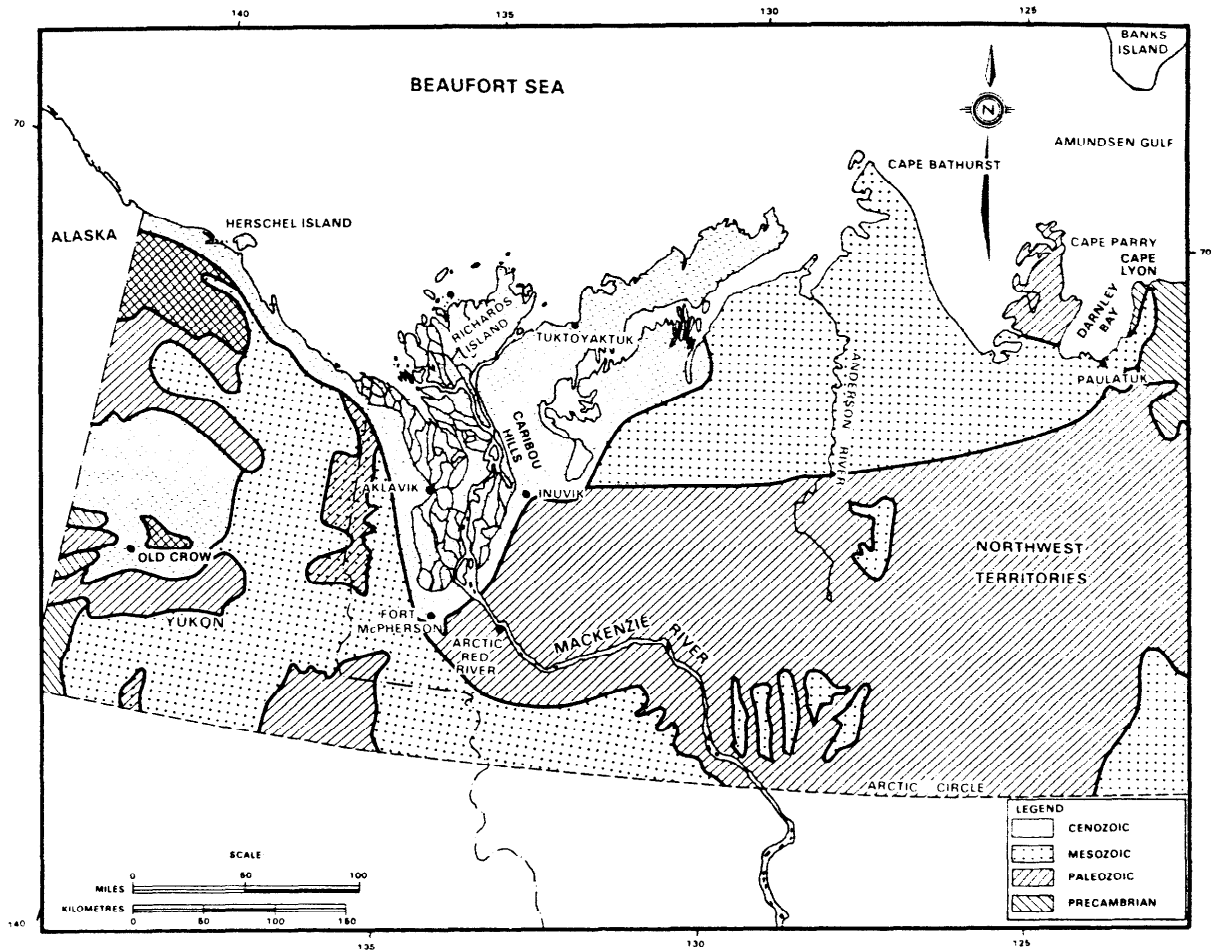 140
135
130
125
BANKS
ISLAND
BEAUFORT SEA
N
70
AMUNDSEN GULF
CAPE BATHURST
HERSCHEL ISLAND
ALASKA
CAPE PARRY
CAPE
LYON
70
DARNLEY
BAY
RICHARDS
ISLAND
TUKTOYAKTUK
ANDERSON RIVER
PAULATUK
CARIBOU
HILLS
AKLAVIK
INUVIK
OLD CROW
NORTHWEST
TERRITORIES
YUKON
FORT
McPHERSON
ARCTIC
RED
RIVER
MACKENZIE RIVER
ARCTIC CIRCLE
LEGEND
CENOZOIC
MESOZOIC
PALEOZOIC
PRECAMBRIAN
SCALE
MILES
0 50 100
KILOMETRES
0 50 100 150
140
135
130
125